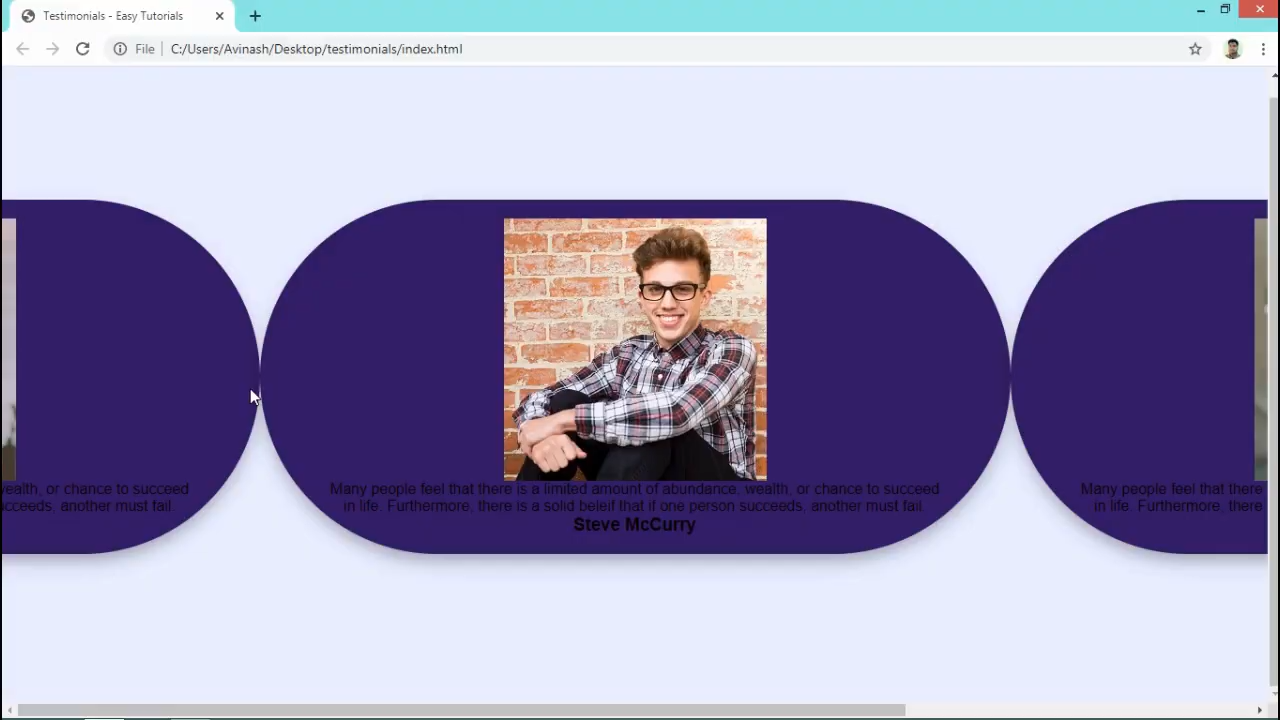 Testimonials - Easy Tutorials
File
C:/Users/Avinash/Desktop/testimonials/index.html
wealth, or chance to succeed
succeeds, another must fail.
Many people feel that there is a limited amount of abundance, wealth, or chance to succeed
in life. Furthermore, there is a solid beleif that if one person succeeds, another must fail.
Steve McCurry
Many people feel that there
in life. Furthermore, there